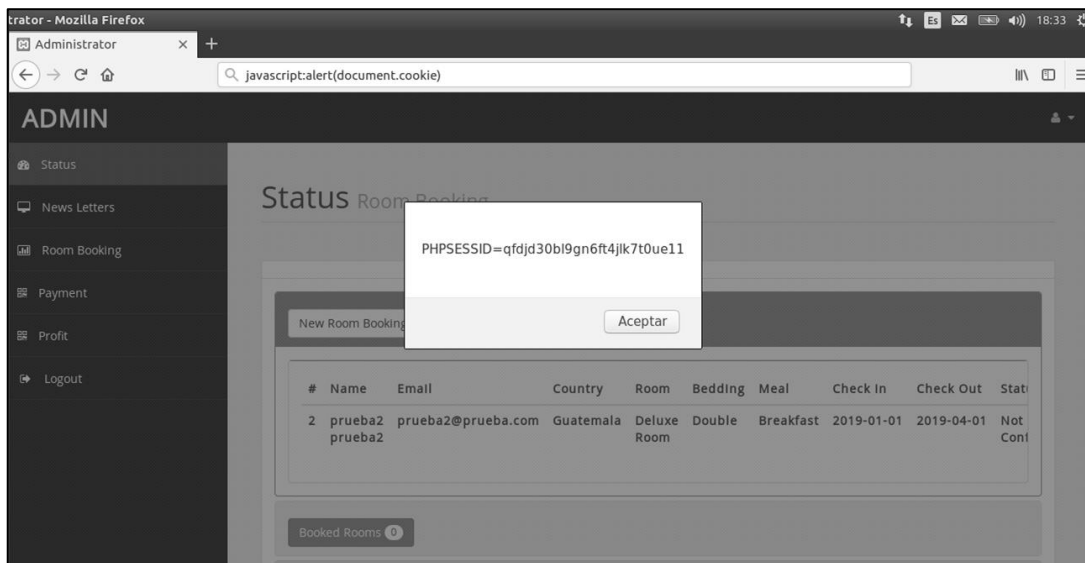 trator - Mozilla Firefox
Es
18:33
Administrator
javascript:alert(document.cookie)
ADMIN
Status
News Letters
Room Booking
Payment
Profit
Logout
Status Room Booking
PHPSESSID=qfdjd30bl9gn6ft4jlk7t0ue11
Aceptar
New Room Booking
# Name Email Country Room Bedding Meal Check In Check Out Stat
2 prueba2 prueba2@prueba.com Guatemala Deluxe Double Breakfast 2019-01-01 2019-04-01 Not
prueba2 Room Conf
Booked Rooms 0